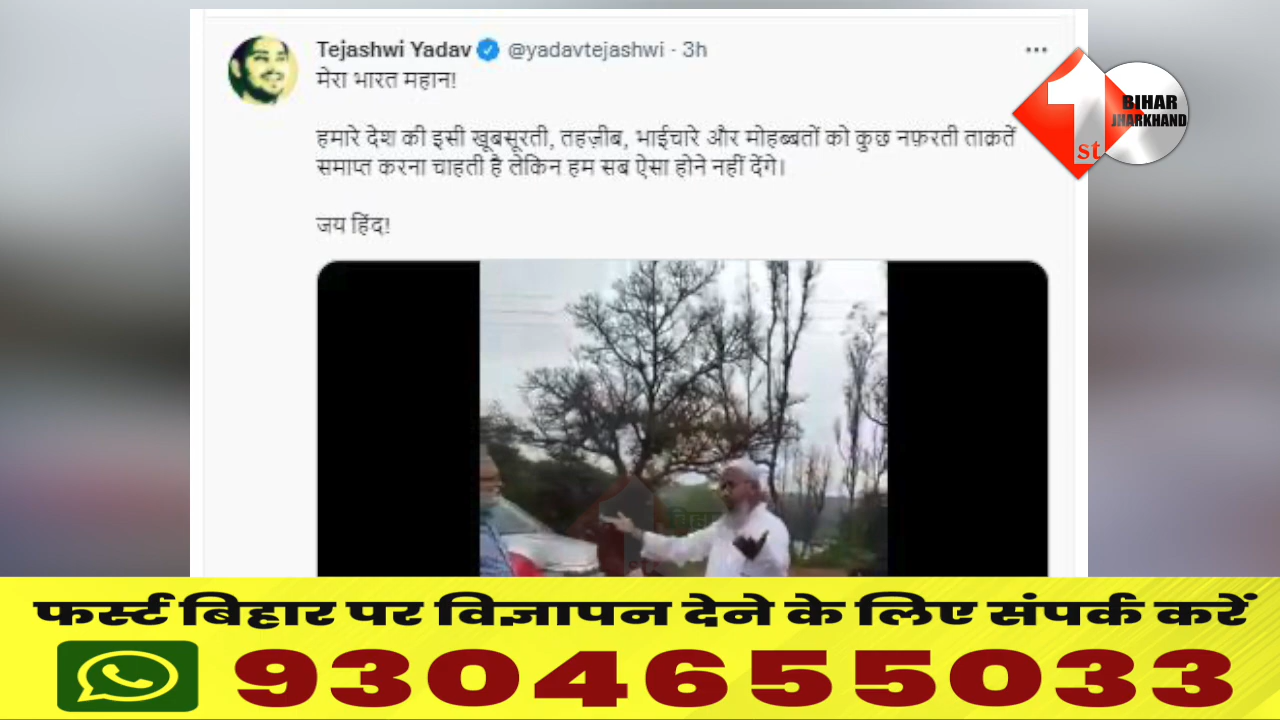 Tejashwi Yadav @yadavtejashwi - 3h
मेरा भारत महान!
हमारे देश की इसी खूबसूरती, तहज़ीब, भाईचारे और मोहब्बतों को कुछ नफ़रती ताक़तें
समाप्त करना चाहती है लेकिन हम सब ऐसा होने नहीं देंगे।
जय हिंद!
1st
BIHAR
JHARKHAND
बिहार
फर्स्ट बिहार पर विज्ञापन देने के लिए संपर्क करें
9304655033